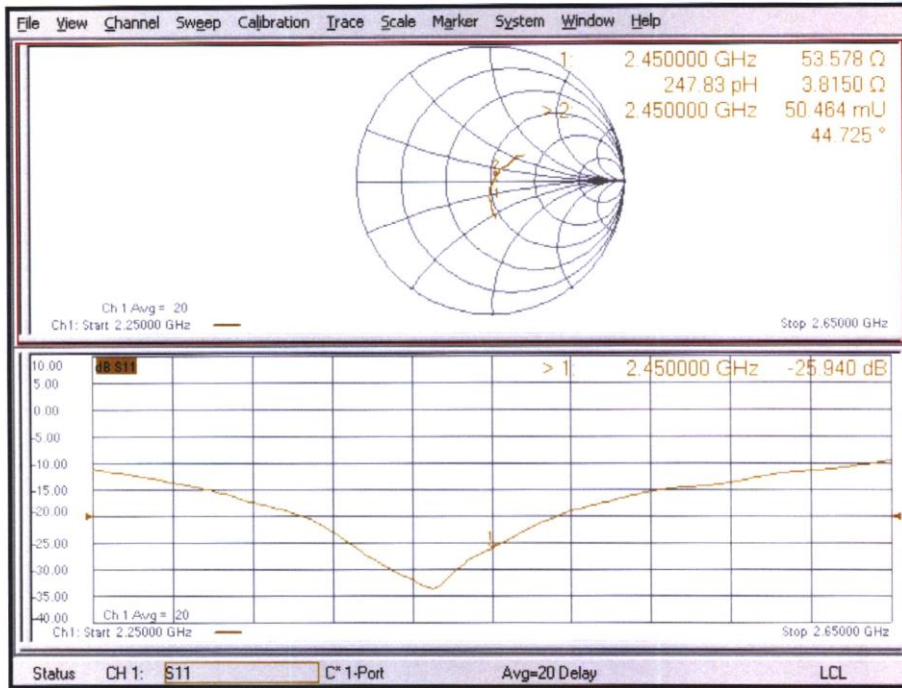 File View Channel Sweep Calibration Trace Scale Marker System Window Help
1: 2.450000 GHz 53.578 Ω
247.83 pH 3.8150 Ω
> 2: 2.450000 GHz 50.464 mU
44.725 °
Ch 1 Avg = 20
Ch1: Start 2.25000 GHz Stop 2.65000 GHz
10.00 dB S11 > 1: 2.450000 GHz -25.940 dB
5.00
0.00
-5.00
-10.00
-15.00
-20.00
-25.00
-30.00
-35.00
-40.00
1
Ch 1 Avg = 20
Ch1: Start 2.25000 GHz Stop 2.65000 GHz
Status CH 1: S11 C* 1-Port Avg=20 Delay LCL